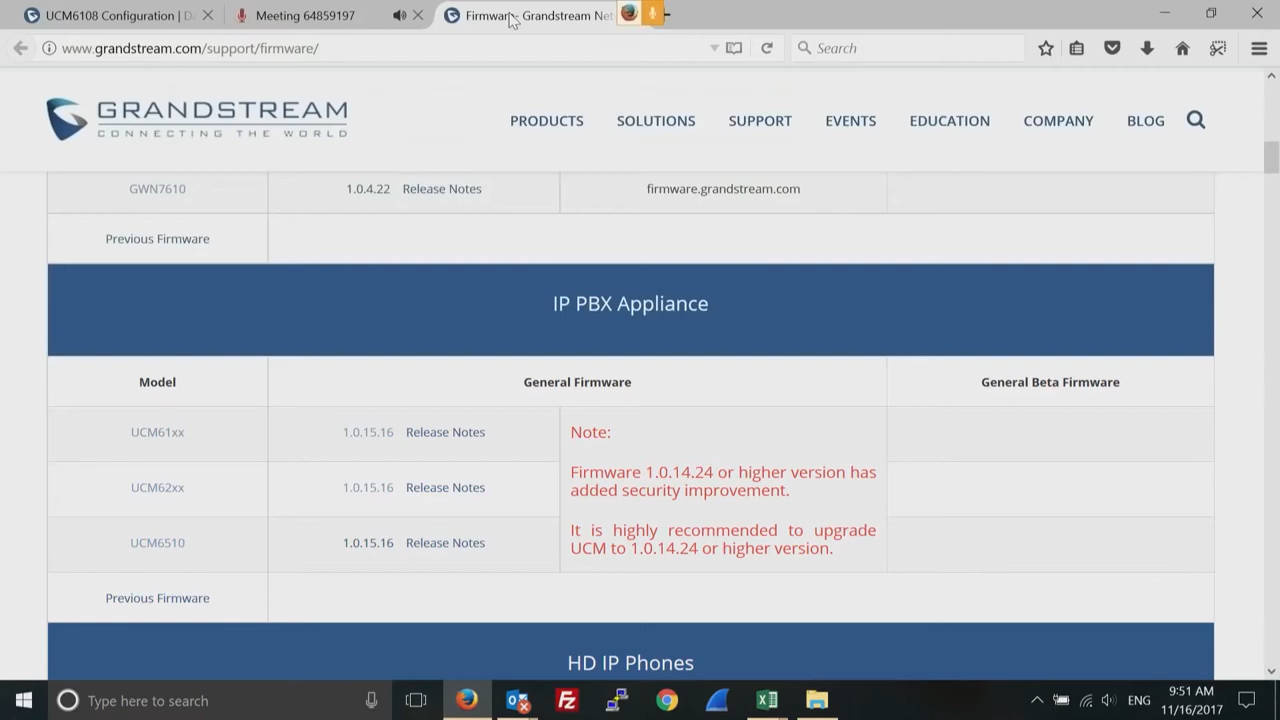 UCM6108 Configuration | D
Meeting 64859197
Firmware - Grandstream Net
www.grandstream.com/support/firmware/
Search
GRANDSTREAM
CONNECTING THE WORLD
PRODUCTS
SOLUTIONS
SUPPORT
EVENTS
EDUCATION
COMPANY
BLOG
GWN7610
1.0.4.22 Release Notes
firmware.grandstream.com
Previous Firmware
IP PBX Appliance
Model
General Firmware
General Beta Firmware
UCM61xx
1.0.15.16 Release Notes
Note:
Firmware 1.0.14.24 or higher version has
added security improvement.
It is highly recommended to upgrade
UCM to 1.0.14.24 or higher version.
UCM62xx
1.0.15.16 Release Notes
UCM6510
1.0.15.16 Release Notes
Previous Firmware
HD IP Phones
Type here to search
ENG
9:51 AM
11/16/2017